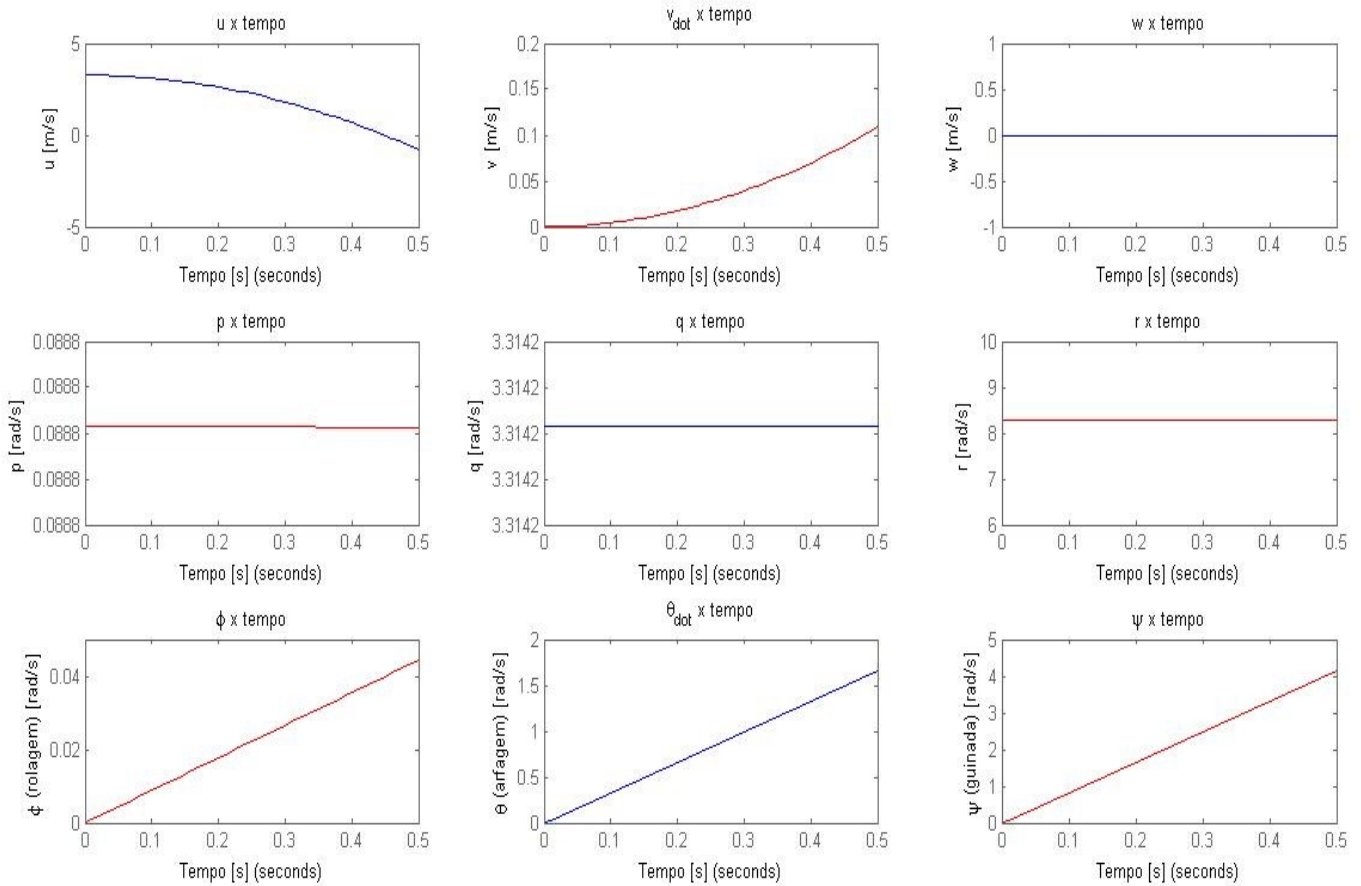 u x tempo
5
0
-5
u [m/s]
0 0.1 0.2 0.3 0.4 0.5
Tempo [s] (seconds)
v_dot x tempo
0.2
0.15
0.1
0.05
0
v [m/s]
0 0.1 0.2 0.3 0.4 0.5
Tempo [s] (seconds)
w x tempo
1
0.5
0
-0.5
-1
w [m/s]
0 0.1 0.2 0.3 0.4 0.5
Tempo [s] (seconds)
p x tempo
0.0888
0.0888
0.0888
0.0888
0.0888
p [rad/s]
0 0.1 0.2 0.3 0.4 0.5
Tempo [s] (seconds)
q x tempo
3.3142
3.3142
3.3142
3.3142
3.3142
q [rad/s]
0 0.1 0.2 0.3 0.4 0.5
Tempo [s] (seconds)
r x tempo
10
9
8
7
6
r [rad/s]
0 0.1 0.2 0.3 0.4 0.5
Tempo [s] (seconds)
ϕ x tempo
0.04
0.02
0
ϕ (rolagem) [rad/s]
0 0.1 0.2 0.3 0.4 0.5
Tempo [s] (seconds)
θ_dot x tempo
2
1.5
1
0.5
0
θ (arfagem) [rad/s]
0 0.1 0.2 0.3 0.4 0.5
Tempo [s] (seconds)
ψ x tempo
5
4
3
2
1
0
ψ (guinada) [rad/s]
0 0.1 0.2 0.3 0.4 0.5
Tempo [s] (seconds)